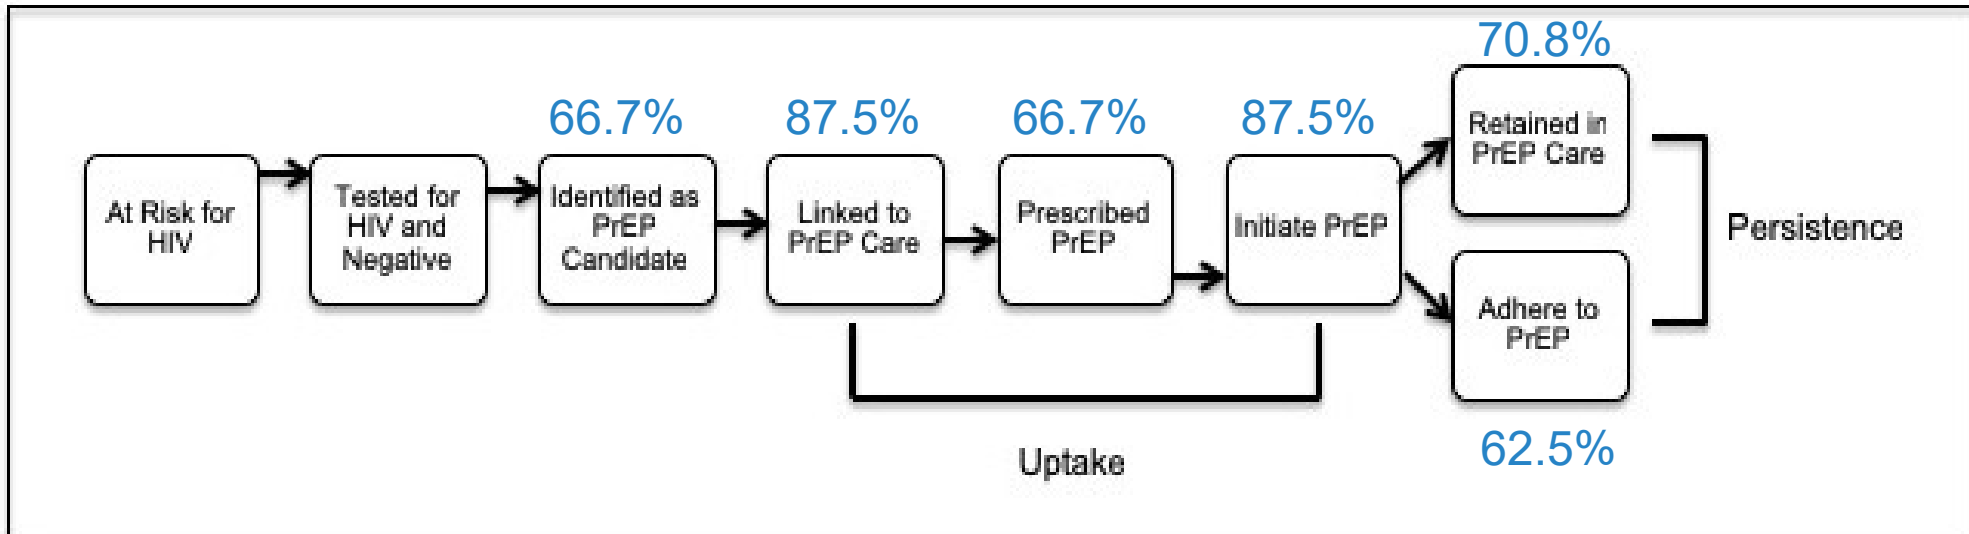 At Risk for
HIV
Tested for
HIV and
Negative
66.7%
Identified as
PrEP
Candidate
87.5%
Linked to
PrEP Care
66.7%
Prescribed
PrEP
87.5%
Initiate PrEP
70.8%
Retained in
PrEP Care
Adhere to
PrEP
62.5%
Persistence
Uptake